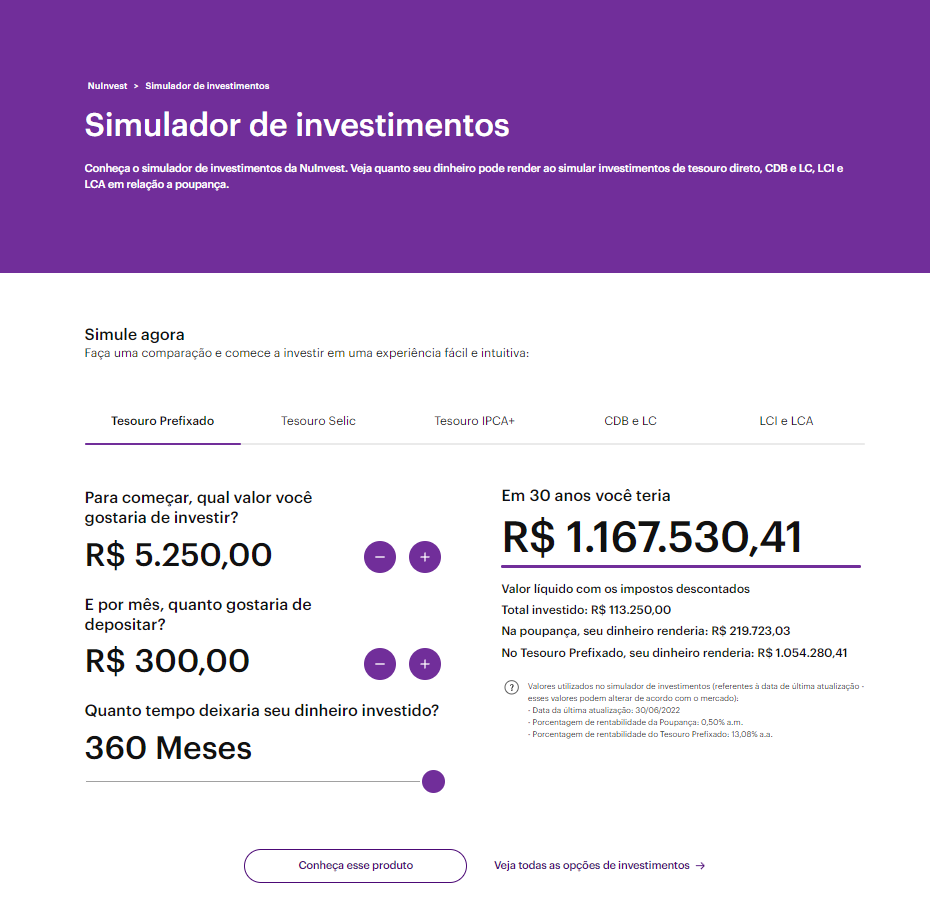 NuInvest > Simulador de investimentos
Simulador de investimentos
Conheça o simulador de investimentos da NuInvest. Veja quanto seu dinheiro pode render ao simular investimentos de tesouro direto, CDB e LC, LCI e
LCA em relação a poupança.
Simule agora
Faça uma comparação e comece a investir em uma experiência fácil e intuitiva:
Tesouro Prefixado Tesouro Selic Tesouro IPCA+ CDB e LC LCI e LCA
Para começar, qual valor você
gostaria de investir?
R$ 5.250,00 − +
E por mês, quanto gostaria de
depositar?
R$ 300,00 − +
Quanto tempo deixaria seu dinheiro investido?
360 Meses
Em 30 anos você teria
R$ 1.167.530,41
Valor líquido com os impostos descontados
Total investido: R$ 113.250,00
Na poupança, seu dinheiro renderia: R$ 219.723,03
No Tesouro Prefixado, seu dinheiro renderia: R$ 1.054.280,41
? Valores utilizados no simulador de investimentos (referentes à data de última atualização -
esses valores podem alterar de acordo com o mercado):
- Data da última atualização: 30/06/2022
- Porcentagem de rentabilidade da Poupança: 0,50% a.m.
- Porcentagem de rentabilidade do Tesouro Prefixado: 13,08% a.a.
Conheça esse produto Veja todas as opções de investimentos →